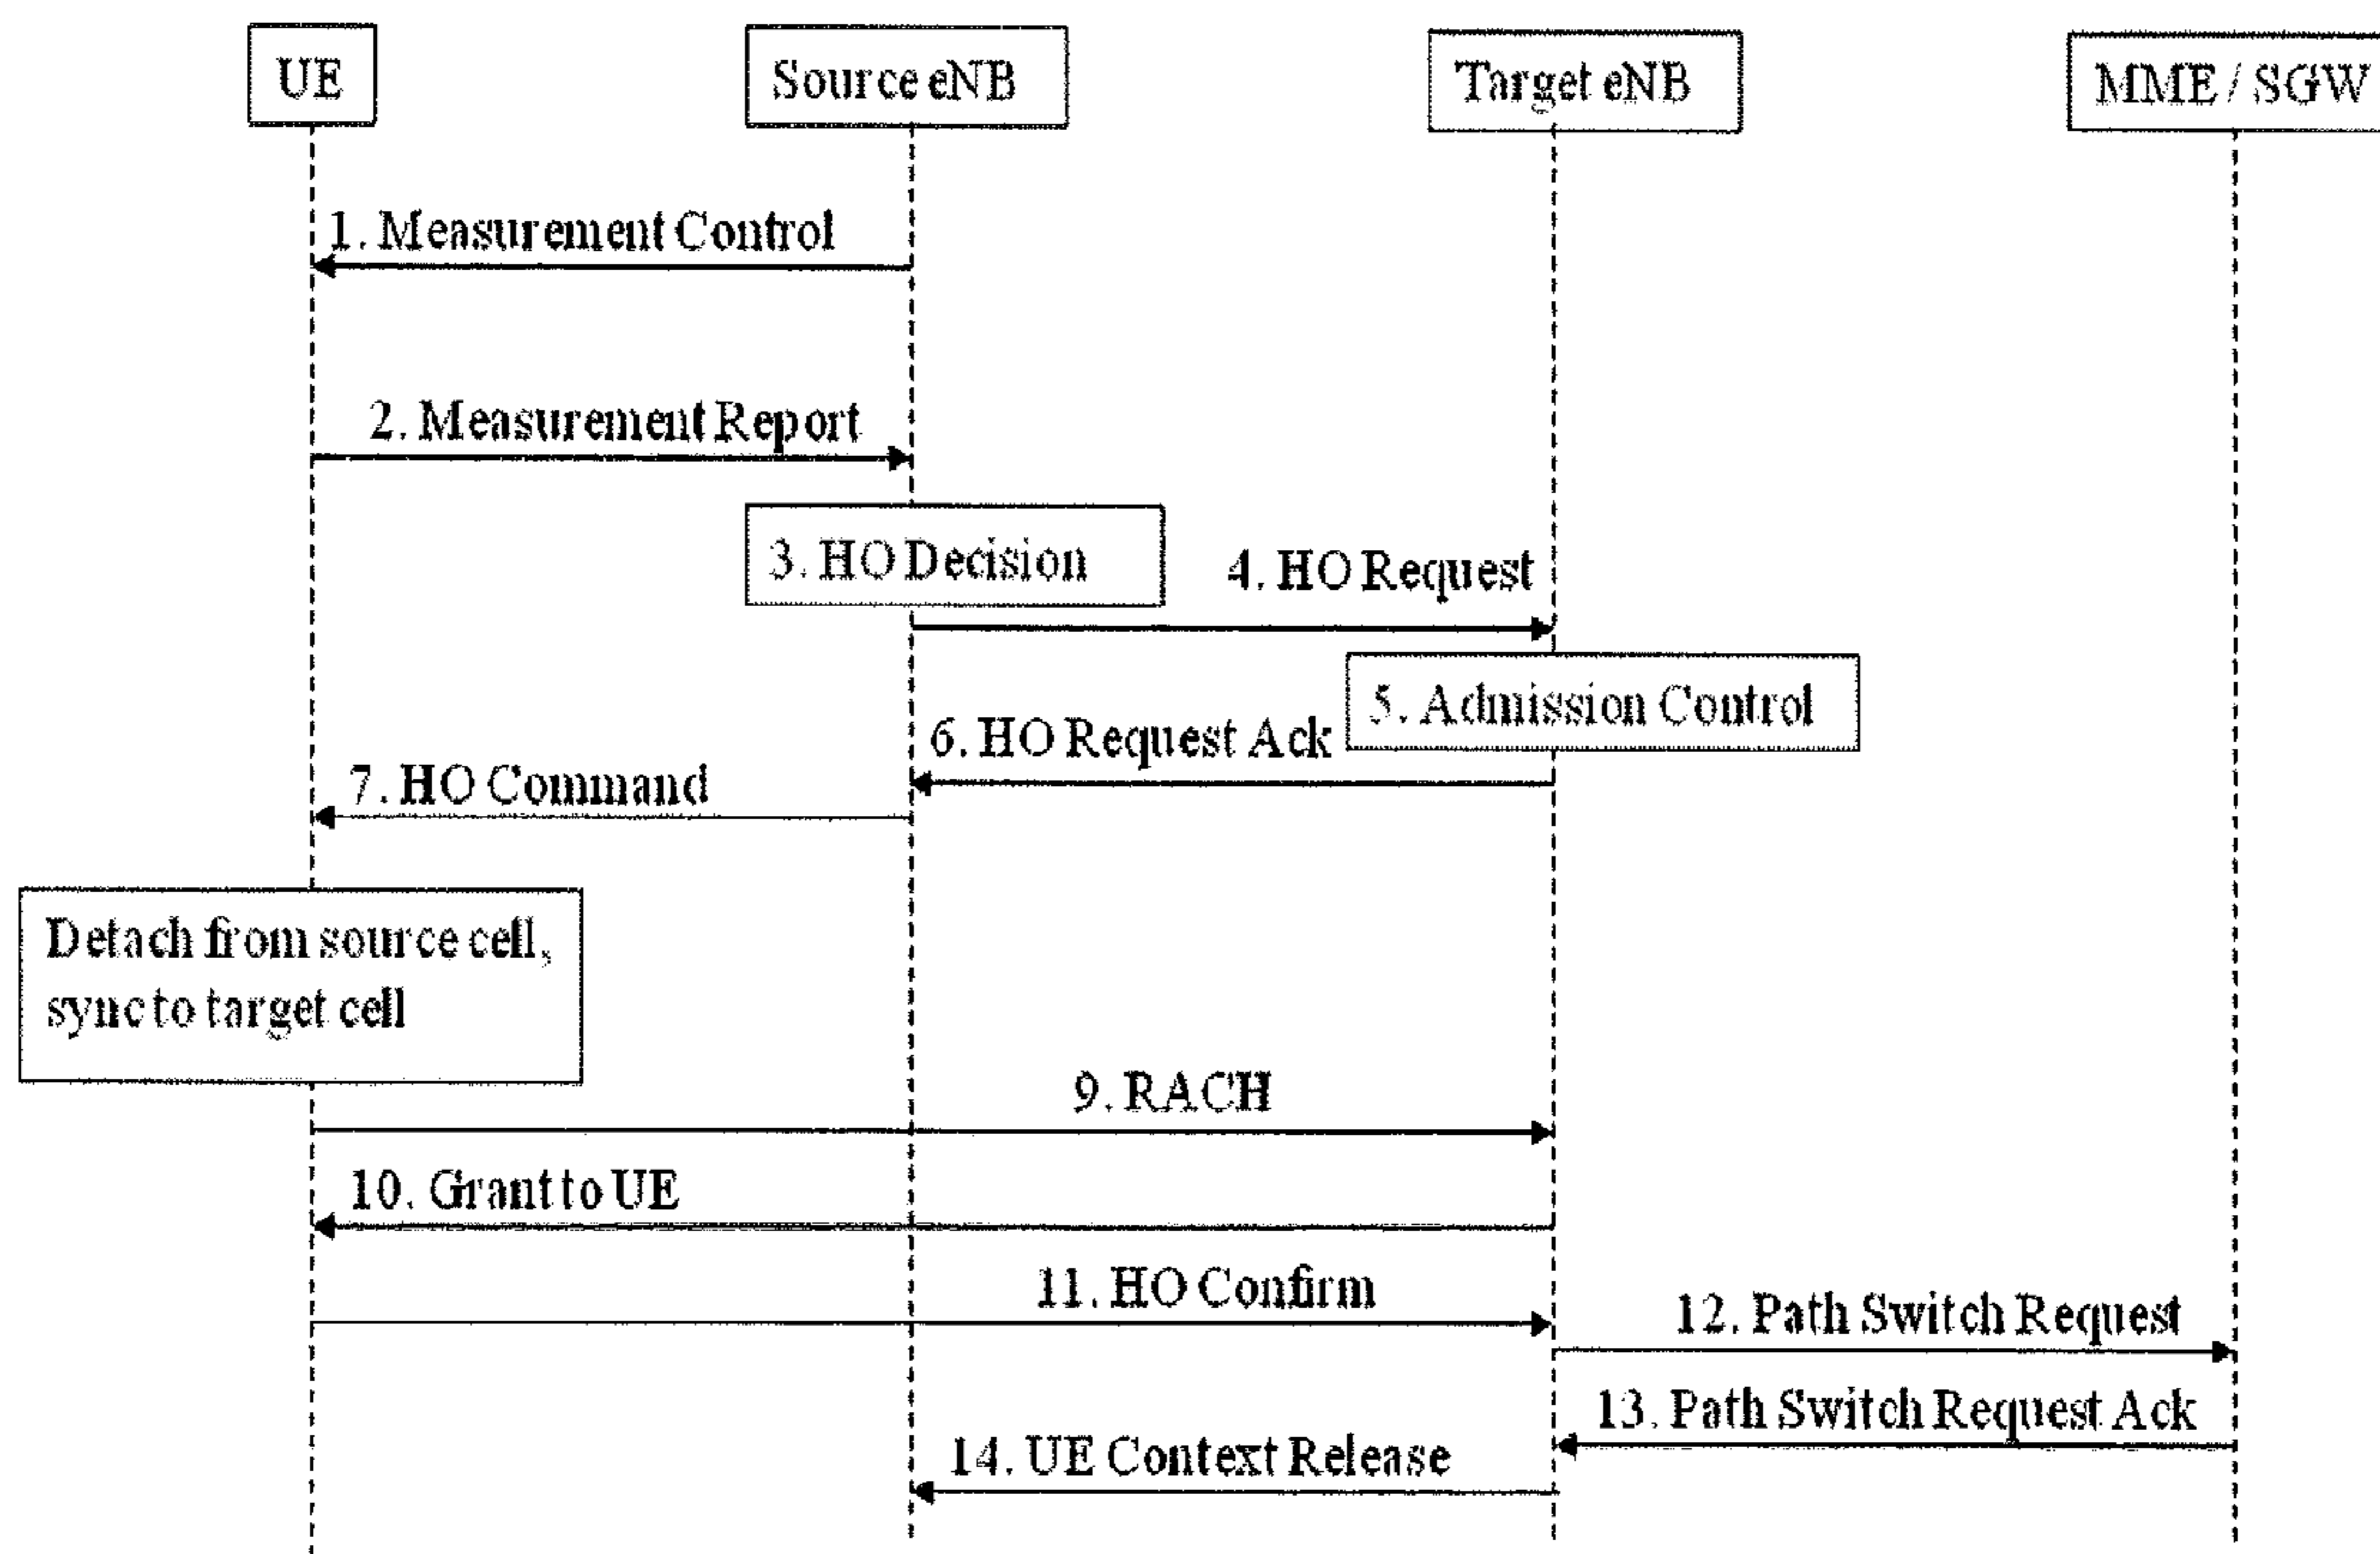 UE
Source eNB
Target eNB
MME / SGW
1. Measurement Control
2. Measurement Report
3. HO Decision
4. HO Request
5. Admission Control
6. HO Request Ack
7. HO Command
Detach from source cell,
sync to target cell
9. RACH
10. Grant to UE
11. HO Confirm
12. Path Switch Request
13. Path Switch Request Ack
14. UE Context Release